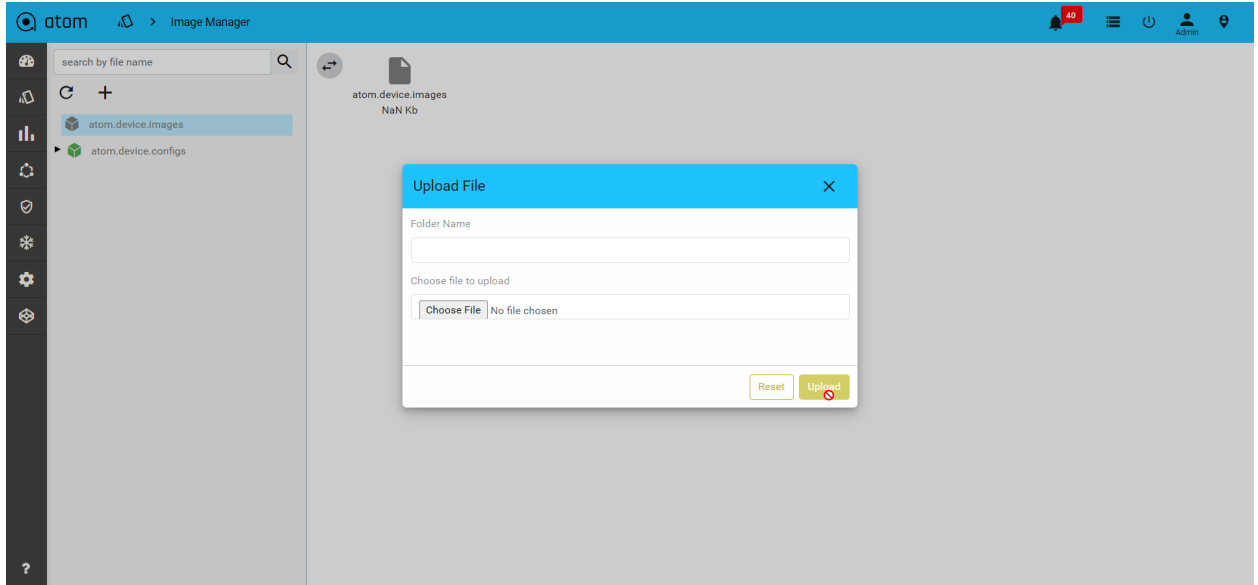 atom > Image Manager
40
Admin
search by file name
atom.device.images
atom.device.configs
atom.device.images
NaN Kb
Upload File
Folder Name
Choose file to upload
Choose File No file chosen
Reset Upload
?